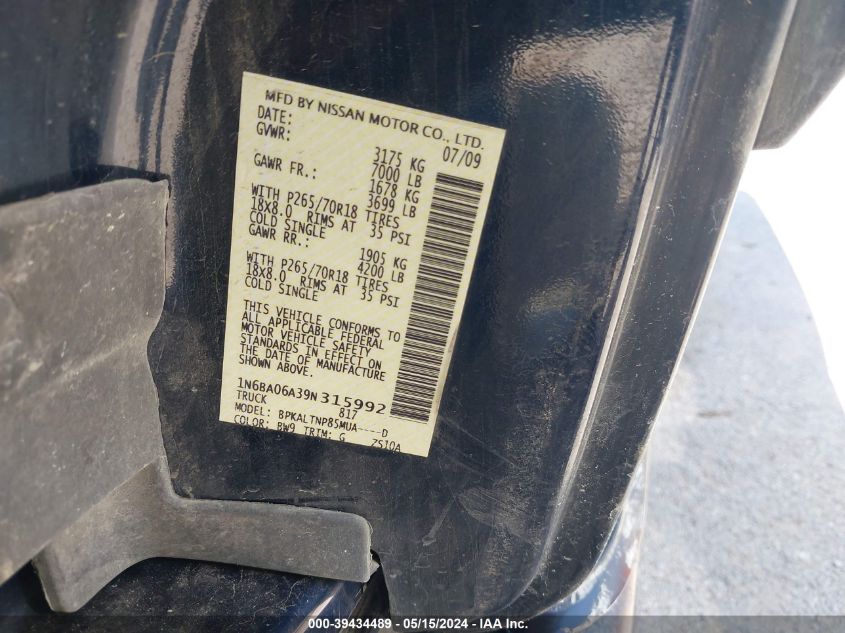 MFD BY NISSAN MOTOR CO., LTD.
DATE: 07/09
GVWR: 3175 KG
7000 LB
GAWR FR.: 1678 KG
3699 LB
WITH P265/70R18 TIRES
18X8.0 RIMS AT 35 PSI
COLD SINGLE
GAWR RR.: 1905 KG
4200 LB
WITH P265/70R18 TIRES
18X8.0 RIMS AT 35 PSI
COLD SINGLE
THIS VEHICLE CONFORMS TO
ALL APPLICABLE FEDERAL
MOTOR VEHICLE SAFETY
STANDARDS IN EFFECT ON
THE DATE OF MANUFACTURE
SHOWN ABOVE.
1N6BA06A39N315992
TRUCK 817
MODEL: BPKALTNP85MUA----D
COLOR: BW9 TRIM: G ZS10A
000-39434489 - 05/15/2024 - IAAI Inc.